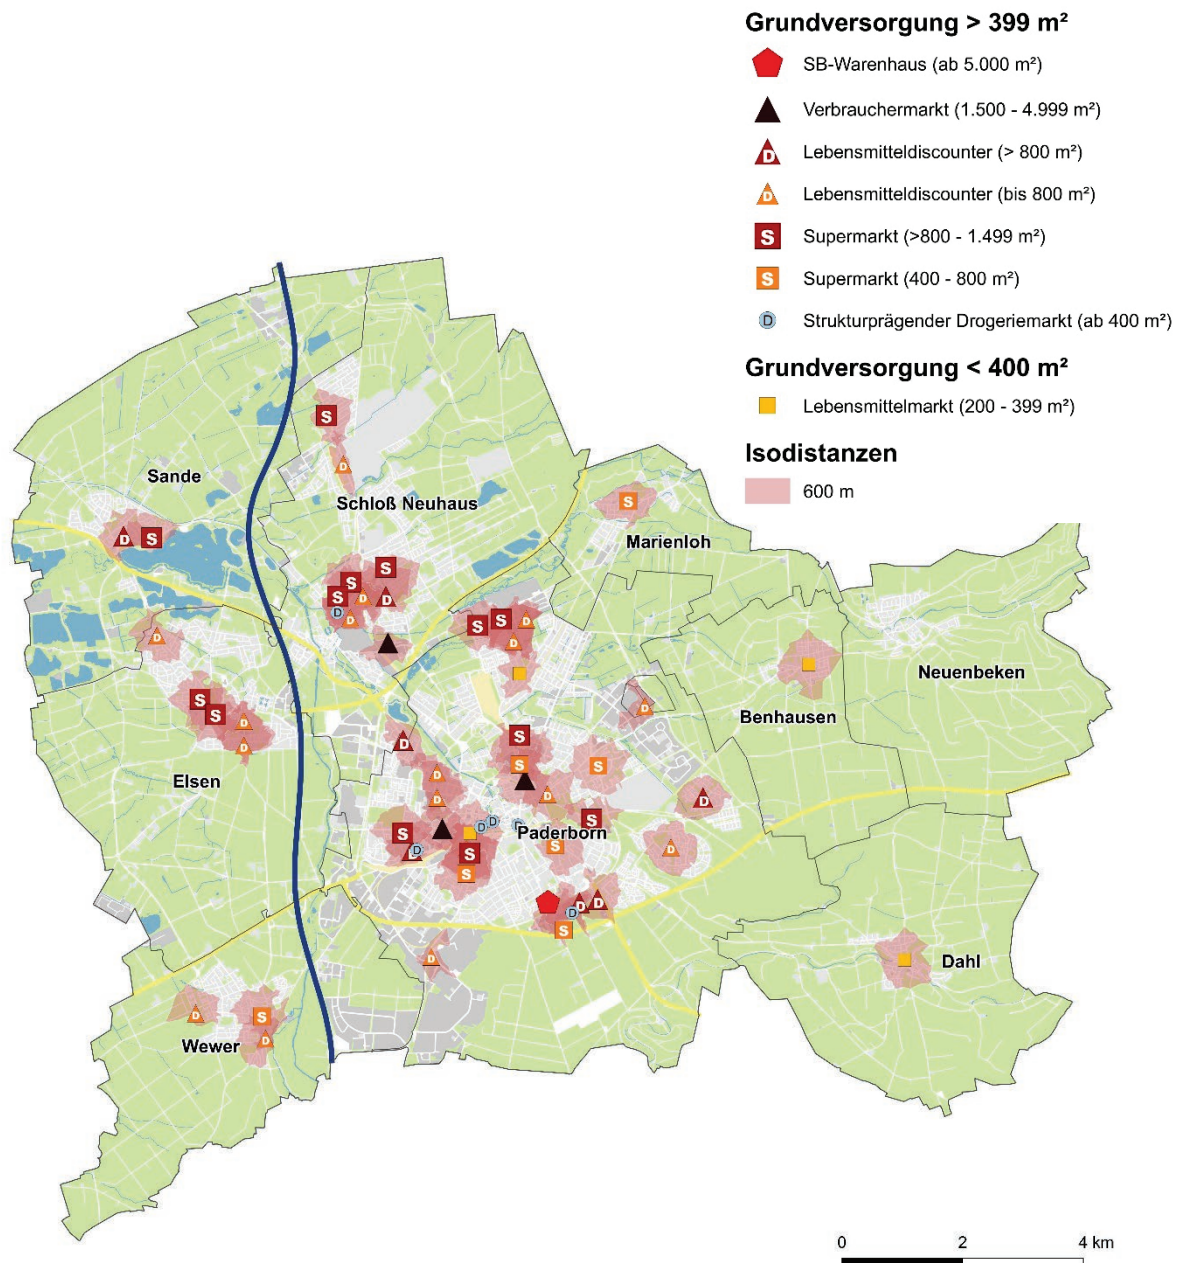 Grundversorgung > 399 m²
SB-Warenhaus (ab 5.000 m²)
Verbrauchermarkt (1.500 - 4.999 m²)
D Lebensmitteldiscounter (> 800 m²)
D Lebensmitteldiscounter (bis 800 m²)
S Supermarkt (>800 - 1.499 m²)
S Supermarkt (400 - 800 m²)
D Strukturprägender Drogeriemarkt (ab 400 m²)
Grundversorgung < 400 m²
Lebensmittelmarkt (200 - 399 m²)
Isodistanzen
600 m
S
D
Sande
Schloß Neuhaus
S
D S
Marienloh
S
S
S D D
D
D
S S D
D
D
Neuenbeken
Benhausen
S
S
D
D
D
S
D
Elsen
S
S
D
D
D
D
S
D D D
Paderborn
S
S
D D
S
D
S
D D
D
S
D
Dahl
D
S
D
Wewer
0 2 4 km